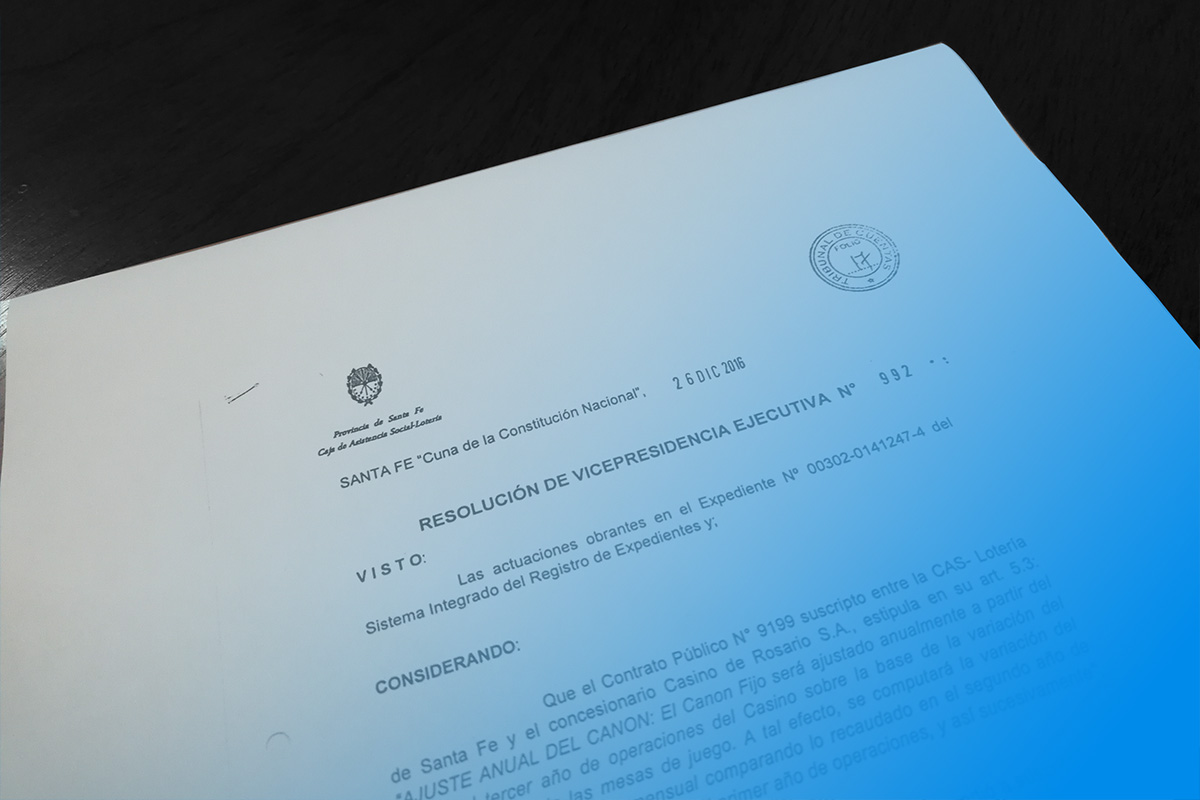 TRIBUNAL DE CUENTAS
FOLIO
Provincia de Santa Fe
Caja de Asistencia Social-Lotería
SANTA FE "Cuna de la Constitución Nacional", 26 DIC 2016
RESOLUCIÓN DE VICEPRESIDENCIA EJECUTIVA Nº 992
V I S T O:
Las actuaciones obrantes en el Expediente Nº 00302-0141247-4 del
Sistema Integrado del Registro de Expedientes y;
CONSIDERANDO:
Que el Contrato Público N° 9199 suscripto entre la CAS- Lotería
de Santa Fe y el concesionario Casino de Rosario S.A., estipula en su art. 5.3:
"AJUSTE ANUAL DEL CANON: El Canon Fijo será ajustado anualmente a partir del
tercer año de operaciones del Casino sobre la base de la variación del
las mesas de juego. A tal efecto, se computará la variación del
mensual comparando lo recaudado en el segundo año de
primer año de operaciones, y así sucesivamente